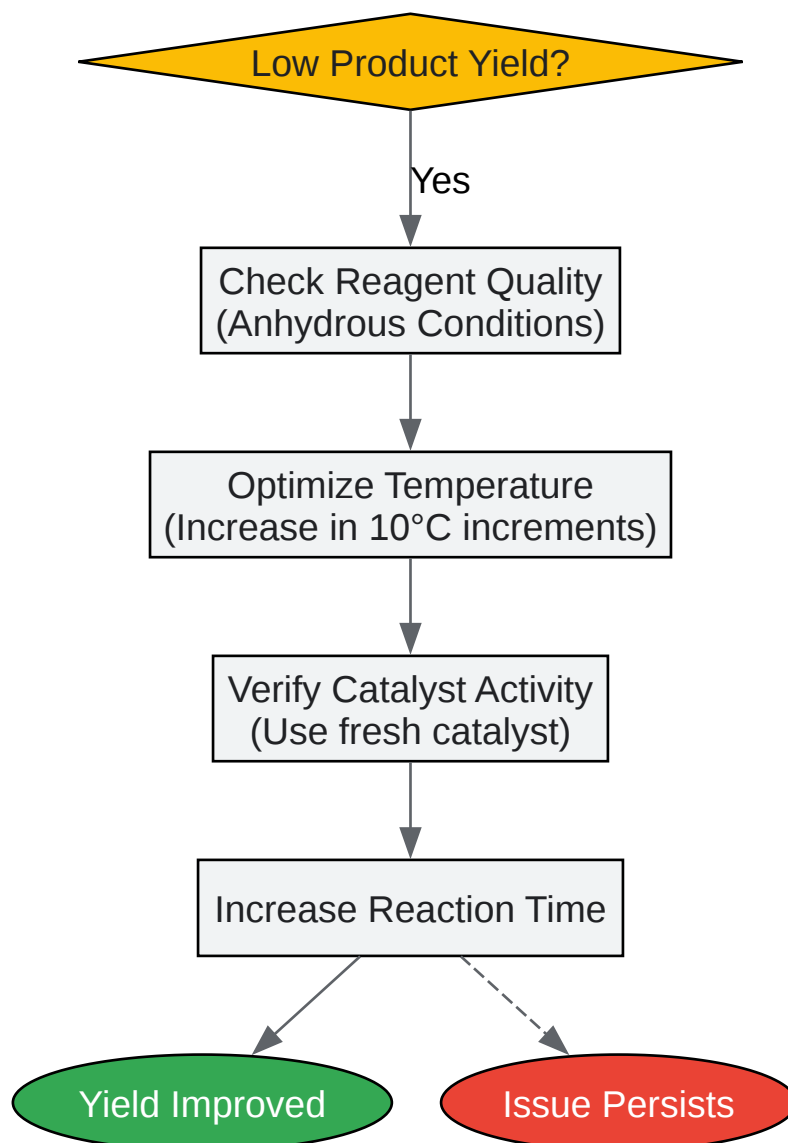 Low Product Yield?
Yes
Check Reagent Quality
(Anhydrous Conditions)
Optimize Temperature
(Increase in 10°C increments)
Verify Catalyst Activity
(Use fresh catalyst)
Increase Reaction Time
Yield Improved
Issue Persists